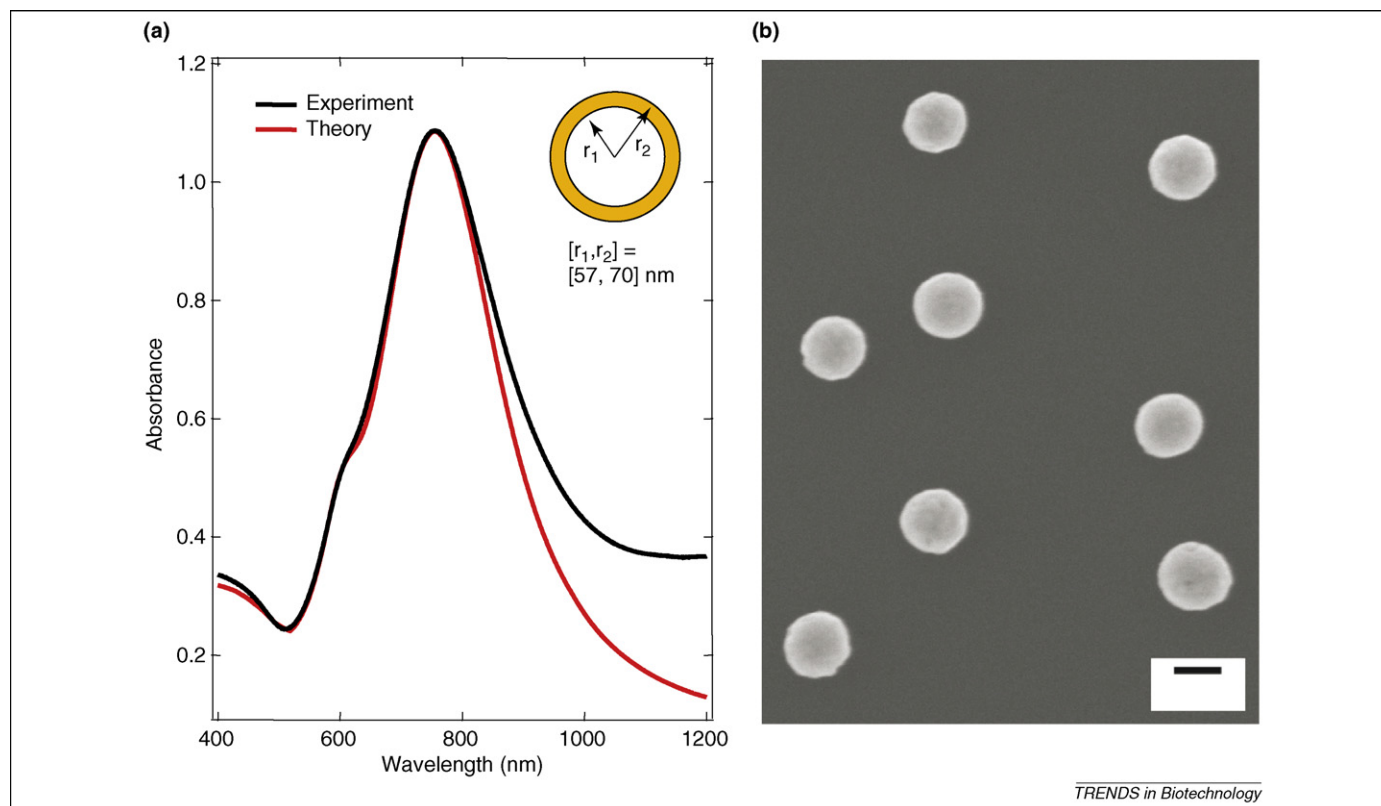 (a)
1.2
1.0
0.8
0.6
0.4
0.2
Absorbance
400
600
800
1000
1200
Wavelength (nm)
Experiment
Theory
r₁
r₂
[r₁,r₂] =
[57, 70] nm
(b)
TRENDS in Biotechnology